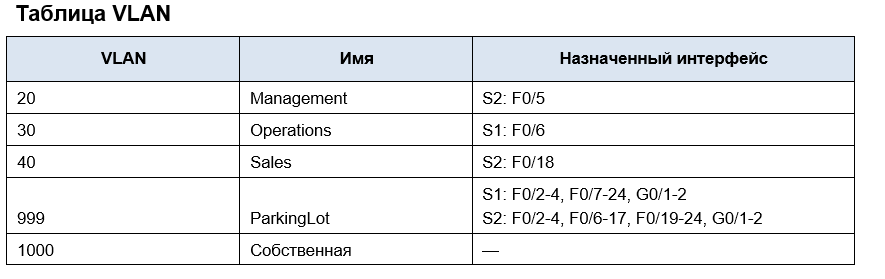 Таблица VLAN
VLAN Имя Назначенный интерфейс
20 Management S2: F0/5
30 Operations S1: F0/6
40 Sales S2: F0/18
S1: F0/2-4, F0/7-24, G0/1-2
999 ParkingLot S2: F0/2-4, F0/6-17, F0/19-24, G0/1-2
1000 Собственная —